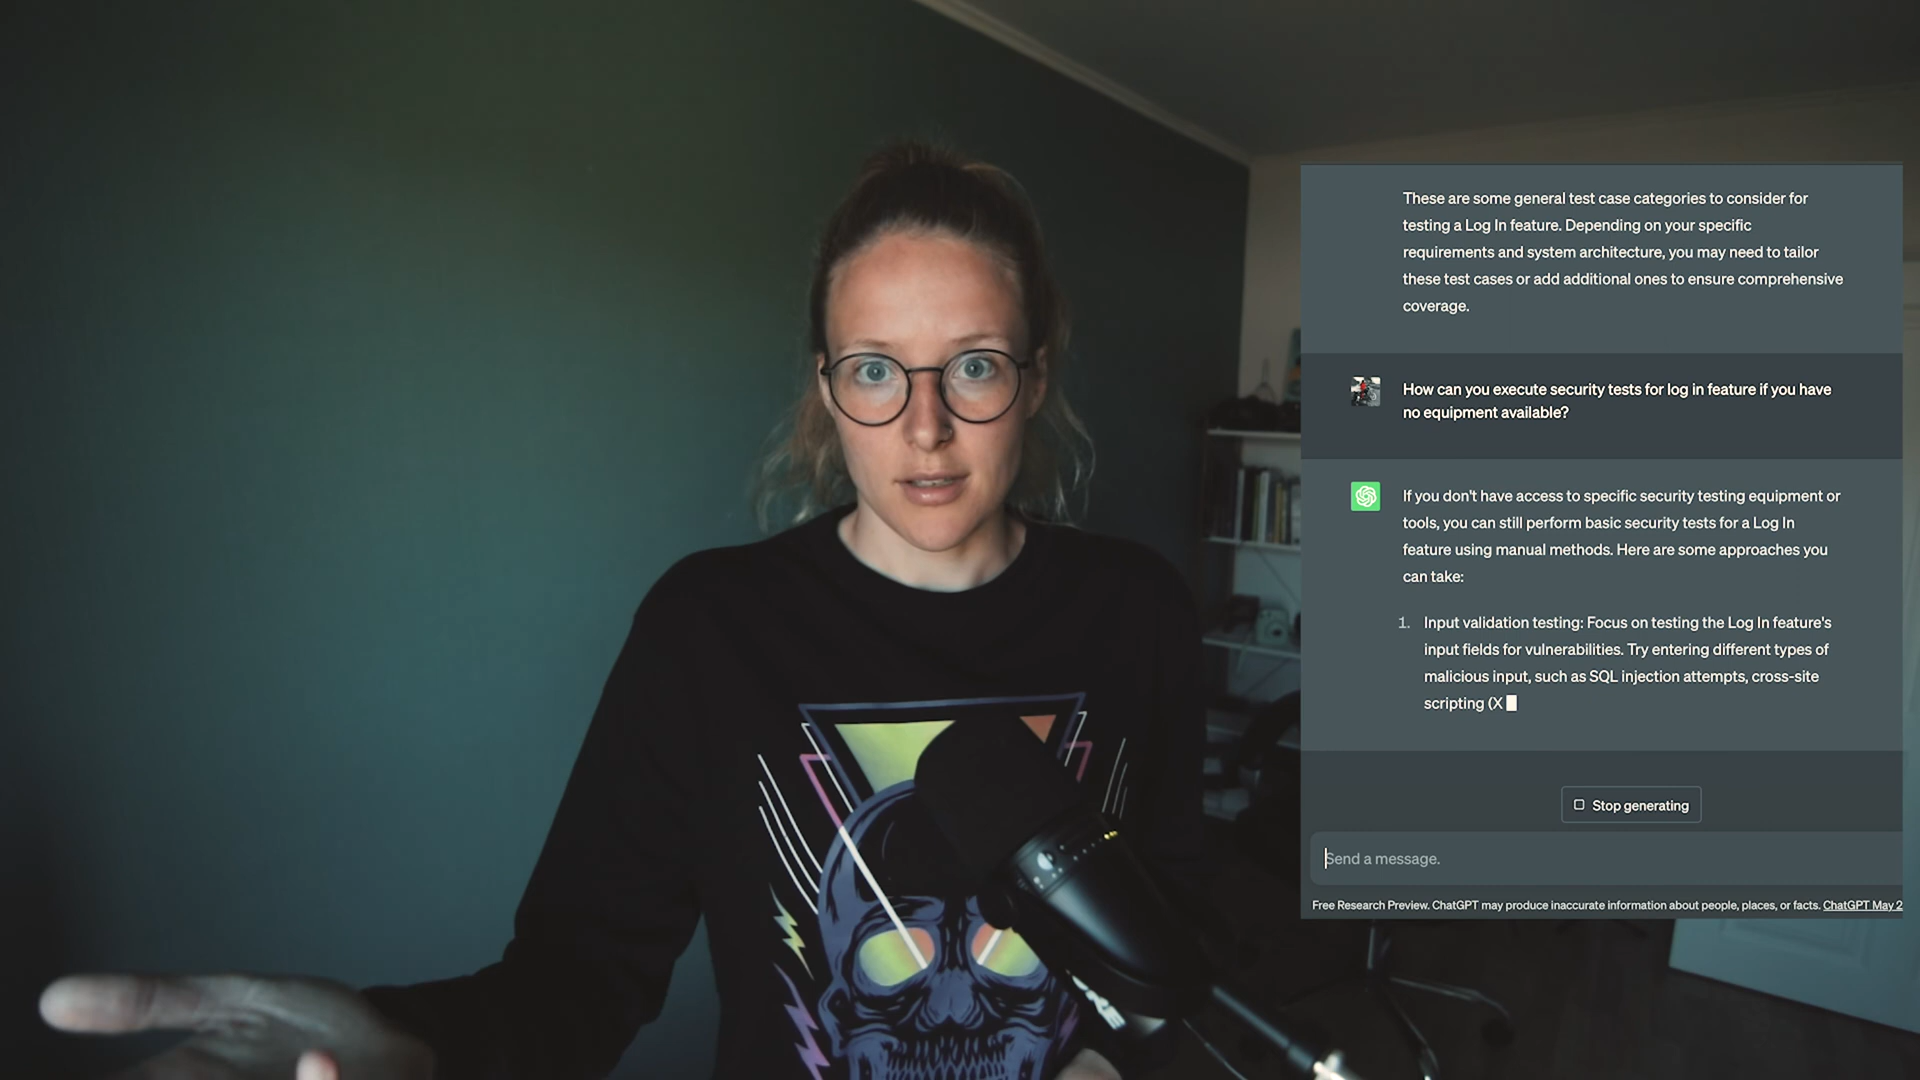 These are some general test case categories to consider for
testing a Log In feature. Depending on your specific
requirements and system architecture, you may need to tailor
these test cases or add additional ones to ensure comprehensive
coverage.
How can you execute security tests for log in feature if you have
no equipment available?
If you don't have access to specific security testing equipment or
tools, you can still perform basic security tests for a Log In
feature using manual methods. Here are some approaches you
can take:
1. Input validation testing: Focus on testing the Log In feature's
input fields for vulnerabilities. Try entering different types of
malicious input, such as SQL injection attempts, cross-site
scripting (X
Stop generating
Send a message.
Free Research Preview. ChatGPT may produce inaccurate information about people, places, or facts. ChatGPT May 2